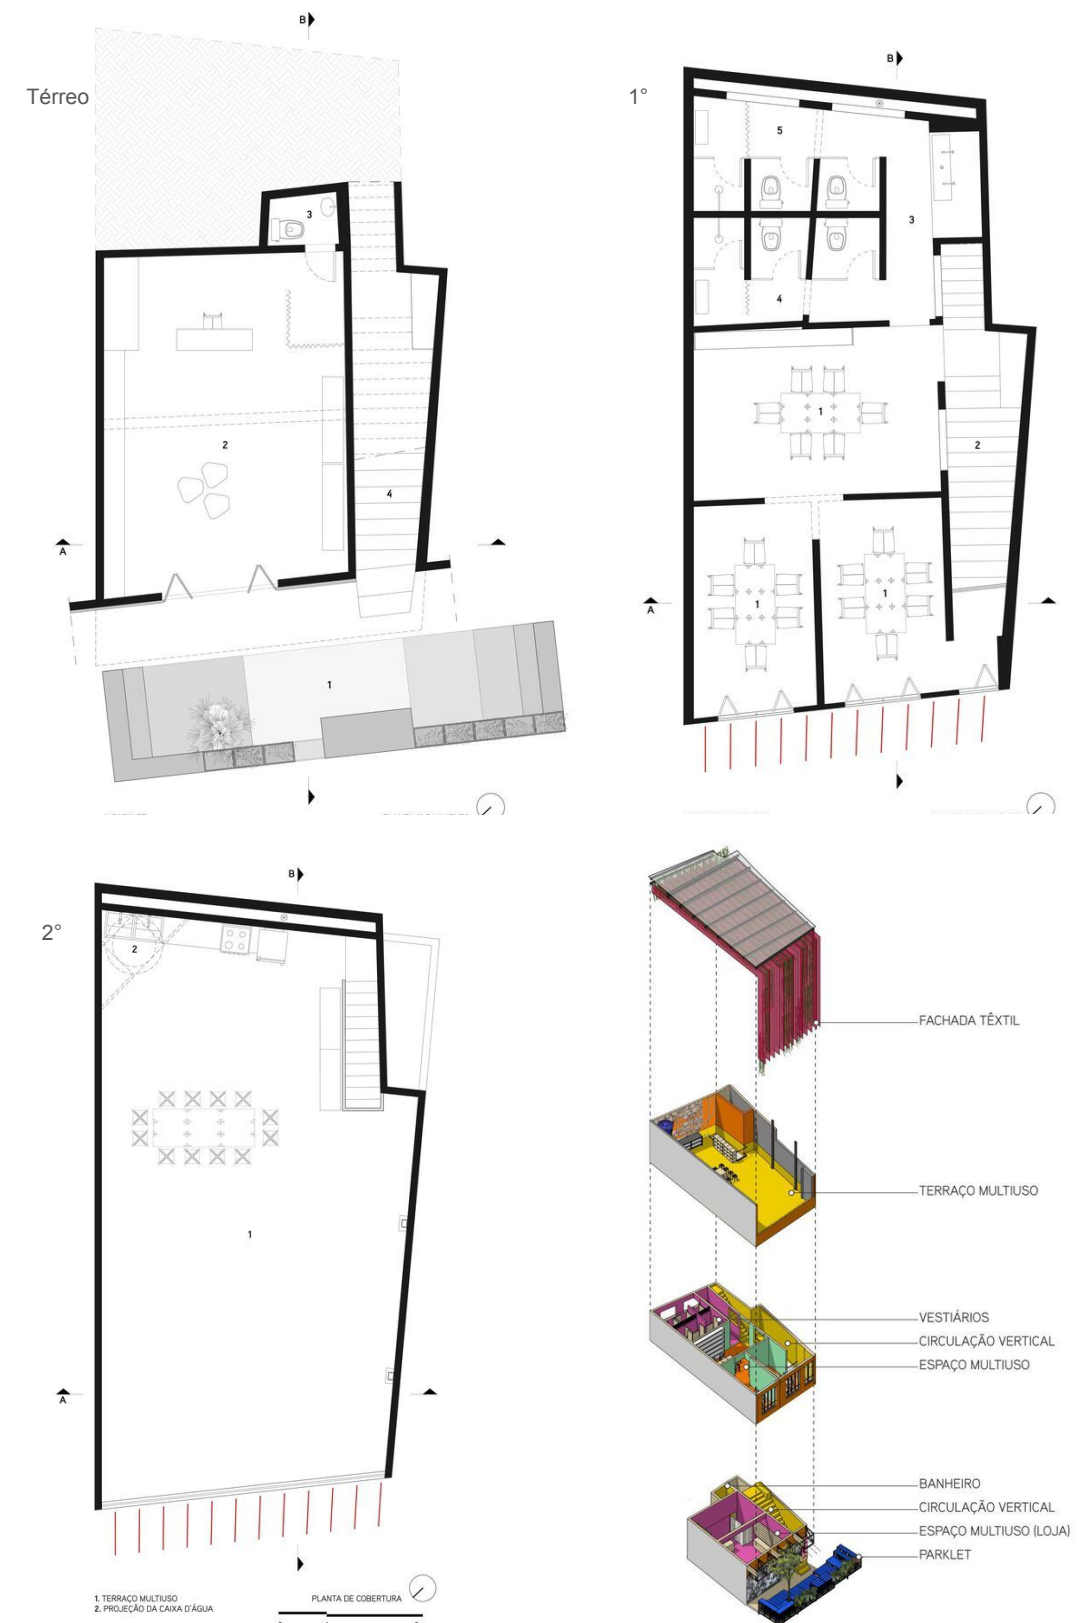 B
Térreo
3
2
4
A
1
B
1°
5
3
4
1
2
1
1
A
B
2°
2
1
A
1. TERRAÇO MULTIUSO
2. PROJEÇÃO DA CAIXA D'ÁGUA
PLANTA DE COBERTURA
FACHADA TÊXTIL
TERRAÇO MULTIUSO
VESTIÁRIOS
CIRCULAÇÃO VERTICAL
ESPAÇO MULTIUSO
BANHEIRO
CIRCULAÇÃO VERTICAL
ESPAÇO MULTIUSO (LOJA)
PARKLET